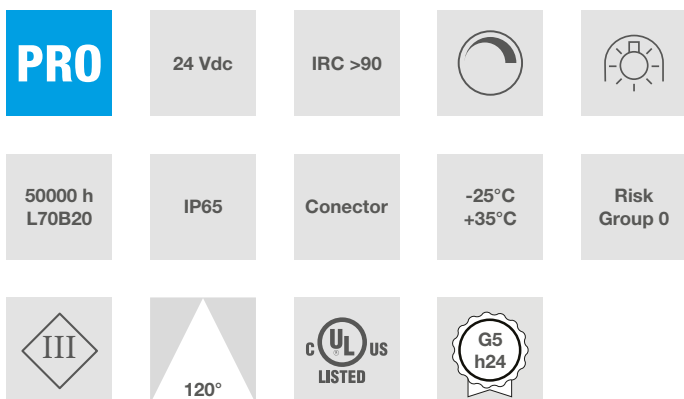 PRO
24 Vdc
IRC >90
50000 h
L70B20
IP65
Conector
-25°C
+35°C
Risk
Group 0
III
120°
C UL ® US
LISTED
G5
h24